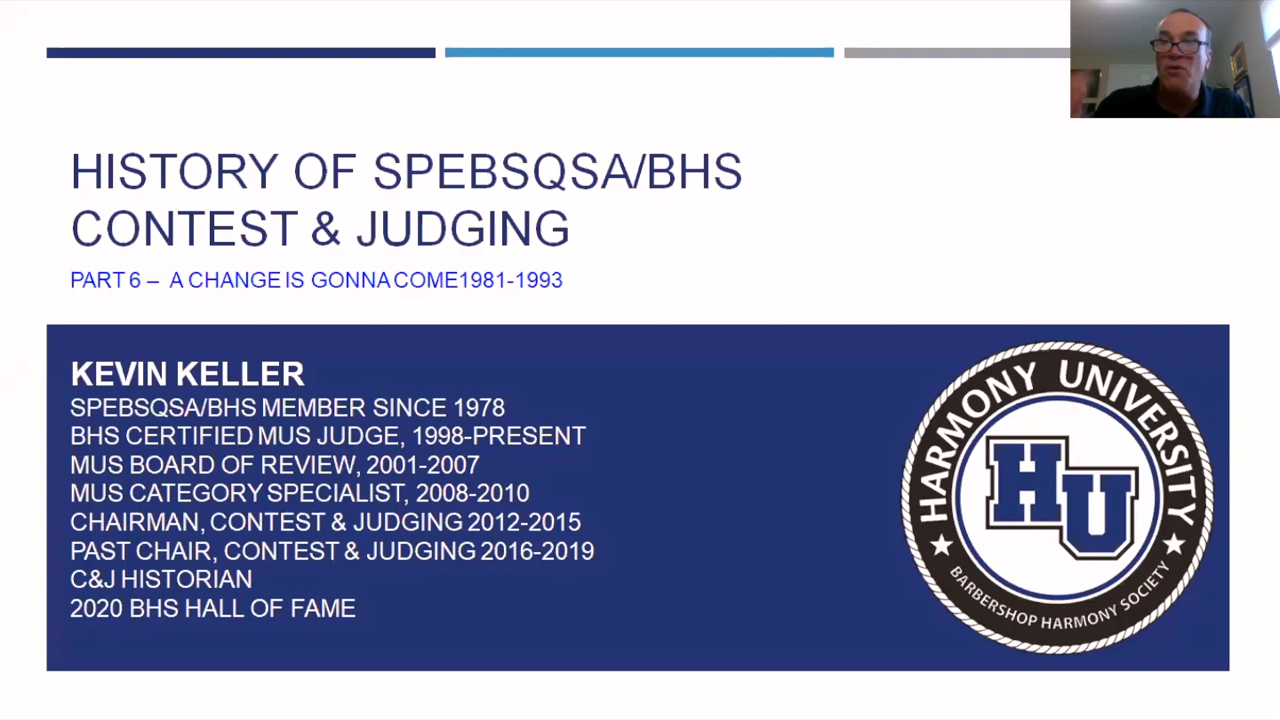 HISTORY OF SPEBSQSA/BHS
CONTEST & JUDGING
PART 6 – A CHANGE IS GONNA COME1981-1993
KEVIN KELLER
SPEBSQSA/BHS MEMBER SINCE 1978
BHS CERTIFIED MUS JUDGE, 1998-PRESENT
MUS BOARD OF REVIEW, 2001-2007
MUS CATEGORY SPECIALIST, 2008-2010
CHAIRMAN, CONTEST & JUDGING 2012-2015
PAST CHAIR, CONTEST & JUDGING 2016-2019
C&J HISTORIAN
2020 BHS HALL OF FAME
HARMONY UNIVERSITY
HU
BARBERSHOP HARMONY SOCIETY